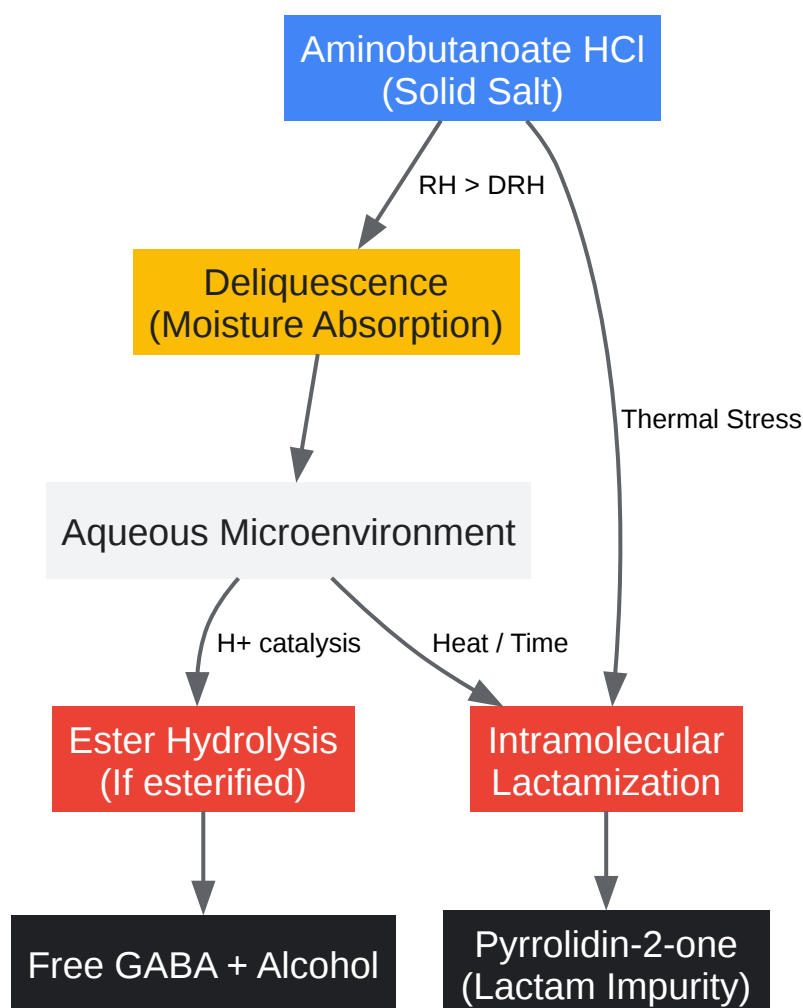 Aminobutanoate HCl
(Solid Salt)
RH > DRH
Deliquescence
(Moisture Absorption)
Thermal Stress
Aqueous Microenvironment
H+ catalysis
Heat / Time
Ester Hydrolysis
(If esterified)
Intramolecular
Lactamization
Free GABA + Alcohol
Pyrrolidin-2-one
(Lactam Impurity)